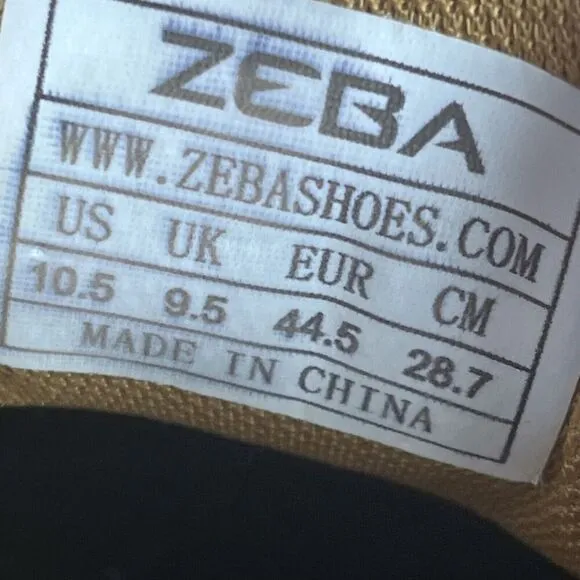 ZEBA
WWW.ZEBASHOES.COM
US UK EUR CM
10.5 9.5 44.5 28.7
MADE IN CHINA